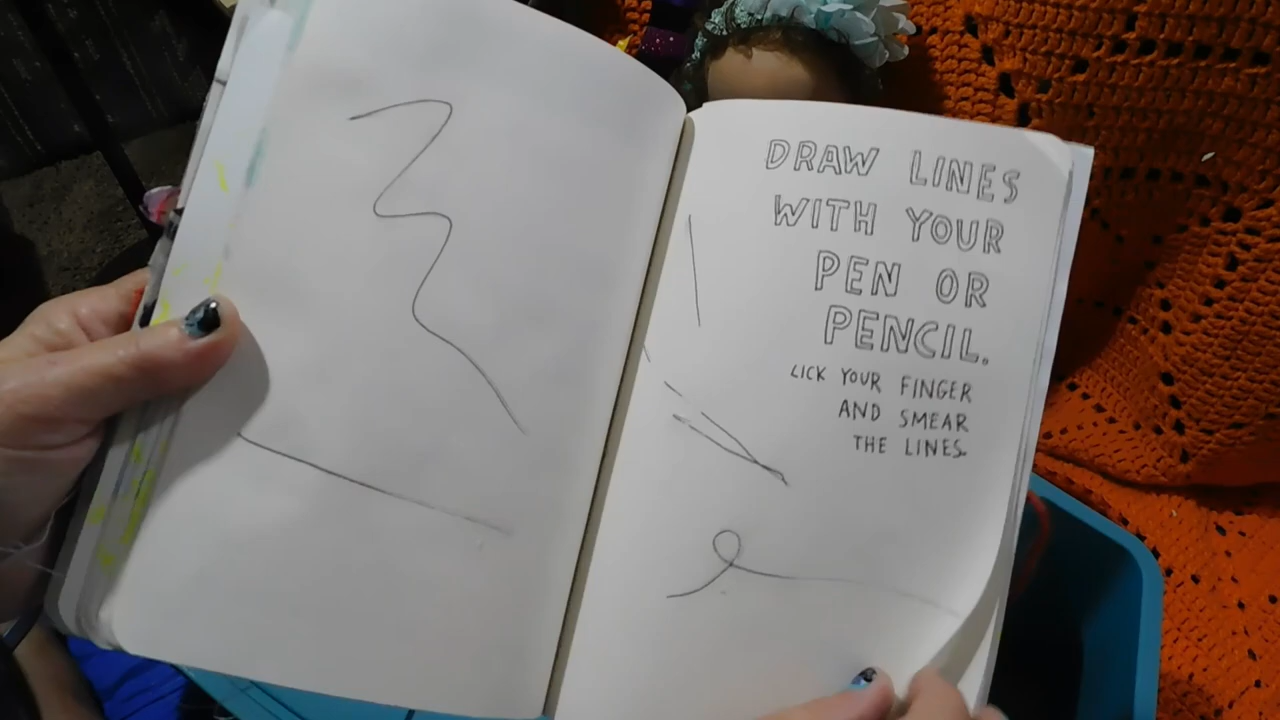 DRAW LINES
WITH YOUR
PEN OR
PENCIL.
LICK YOUR FINGER
AND SMEAR
THE LINES.